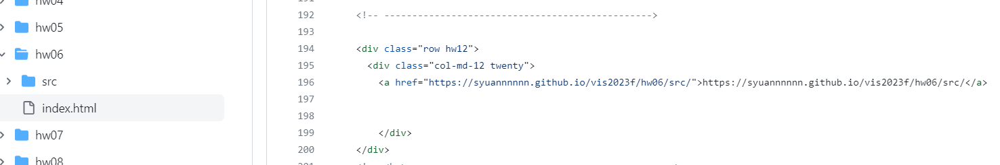 hw04
hw05
hw06
src
index.html
hw07
hw08
191
192 <!-- ------------------------------------------------>
193
194 <div class="row hw12">
195 <div class="col-md-12 twenty">
196 <a href="https://syuannnnnn.github.io/vis2023f/hw06/src/">https://syuannnnnn.github.io/vis2023f/hw06/src/</a>
197
198
199 </div>
200 </div>